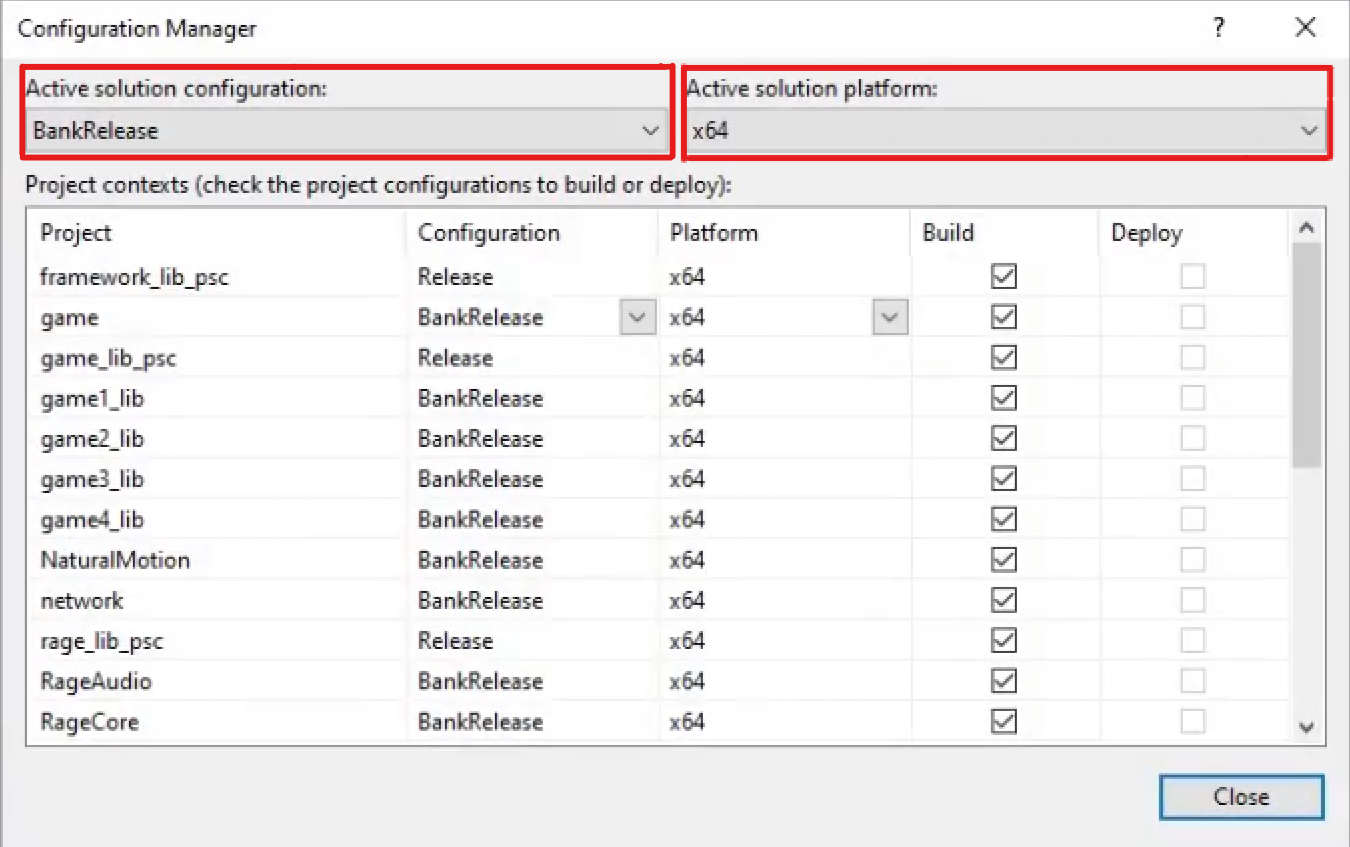 Configuration Manager ?
Active solution configuration: Active solution platform:
BankRelease x64
Project contexts (check the project configurations to build or deploy):
Project Configuration Platform Build Deploy
framework_lib_psc Release x64
game BankRelease x64
game_lib_psc Release x64
game1_lib BankRelease x64
game2_lib BankRelease x64
game3_lib BankRelease x64
game4_lib BankRelease x64
NaturalMotion BankRelease x64
network BankRelease x64
rage_lib_psc Release x64
RageAudio BankRelease x64
RageCore BankRelease x64
Close